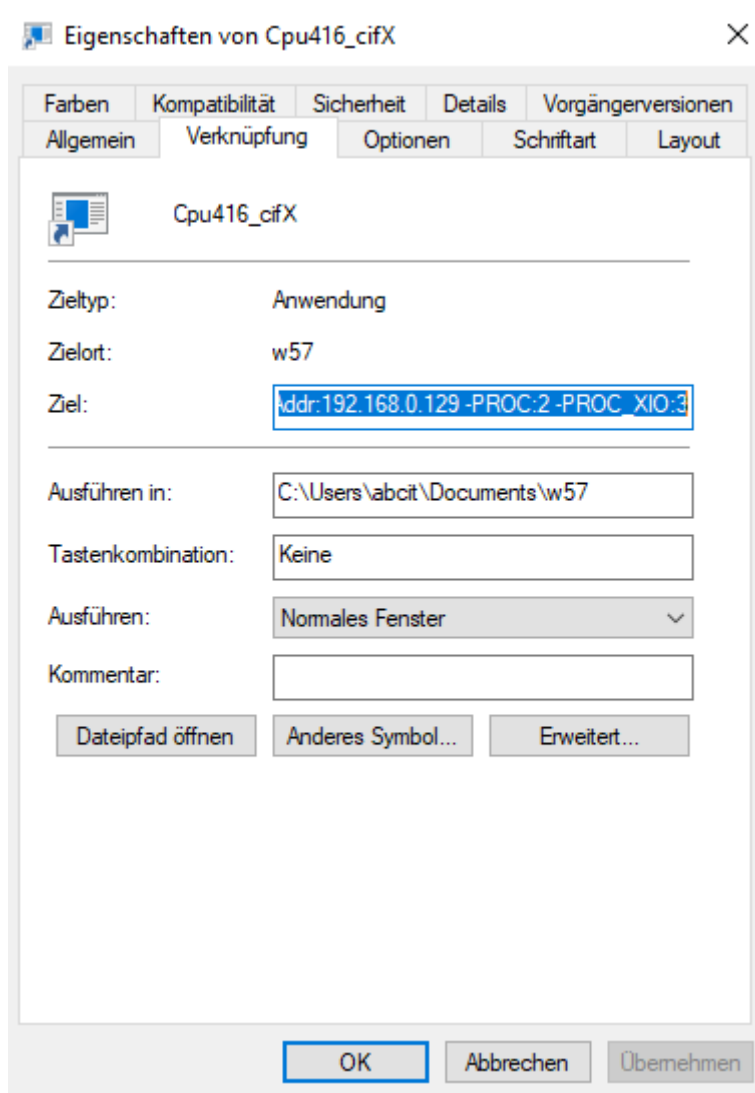 Eigenschaften von Cpu416_cifX
Farben Kompatibilität Sicherheit Details Vorgängerversionen
Allgemein Verknüpfung Optionen Schriftart Layout
Cpu416_cifX
Zieltyp: Anwendung
Zielort: w57
Ziel: Addr:192.168.0.129 -PROC:2 -PROC_XIO:3
Ausführen in: C:\Users\abcit\Documents\w57
Tastenkombination: Keine
Ausführen: Normales Fenster
Kommentar:
Dateipfad öffnen Anderes Symbol... Erweitert...
OK Abbrechen Übernehmen